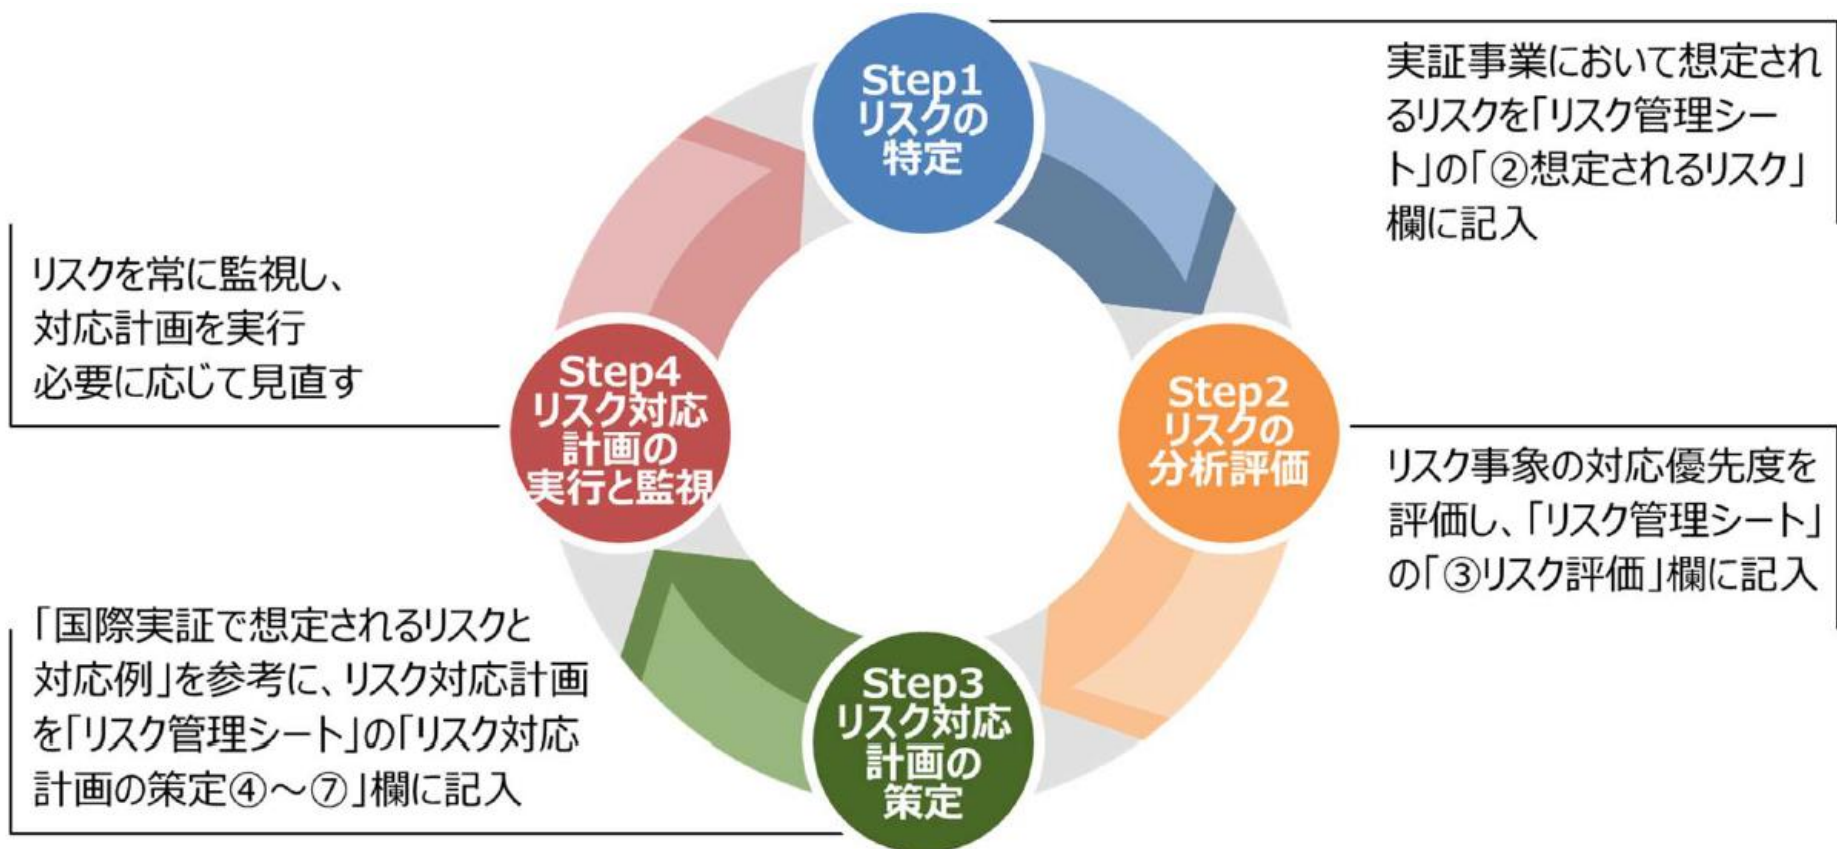 Step1
リスクの
特定
実証事業において想定され
るリスクを「リスク管理シー
ト」の「②想定されるリスク」
欄に記入
Step2
リスクの
分析評価
リスク事象の対応優先度を
評価し、「リスク管理シート」
の「③リスク評価」欄に記入
Step3
リスク対応
計画の
策定
「国際実証で想定されるリスクと
対応例」を参考に、リスク対応計画
を「リスク管理シート」の「リスク対応
計画の策定④～⑦」欄に記入
Step4
リスク対応
計画の
実行と監視
リスクを常に監視し、
対応計画を実行
必要に応じて見直す